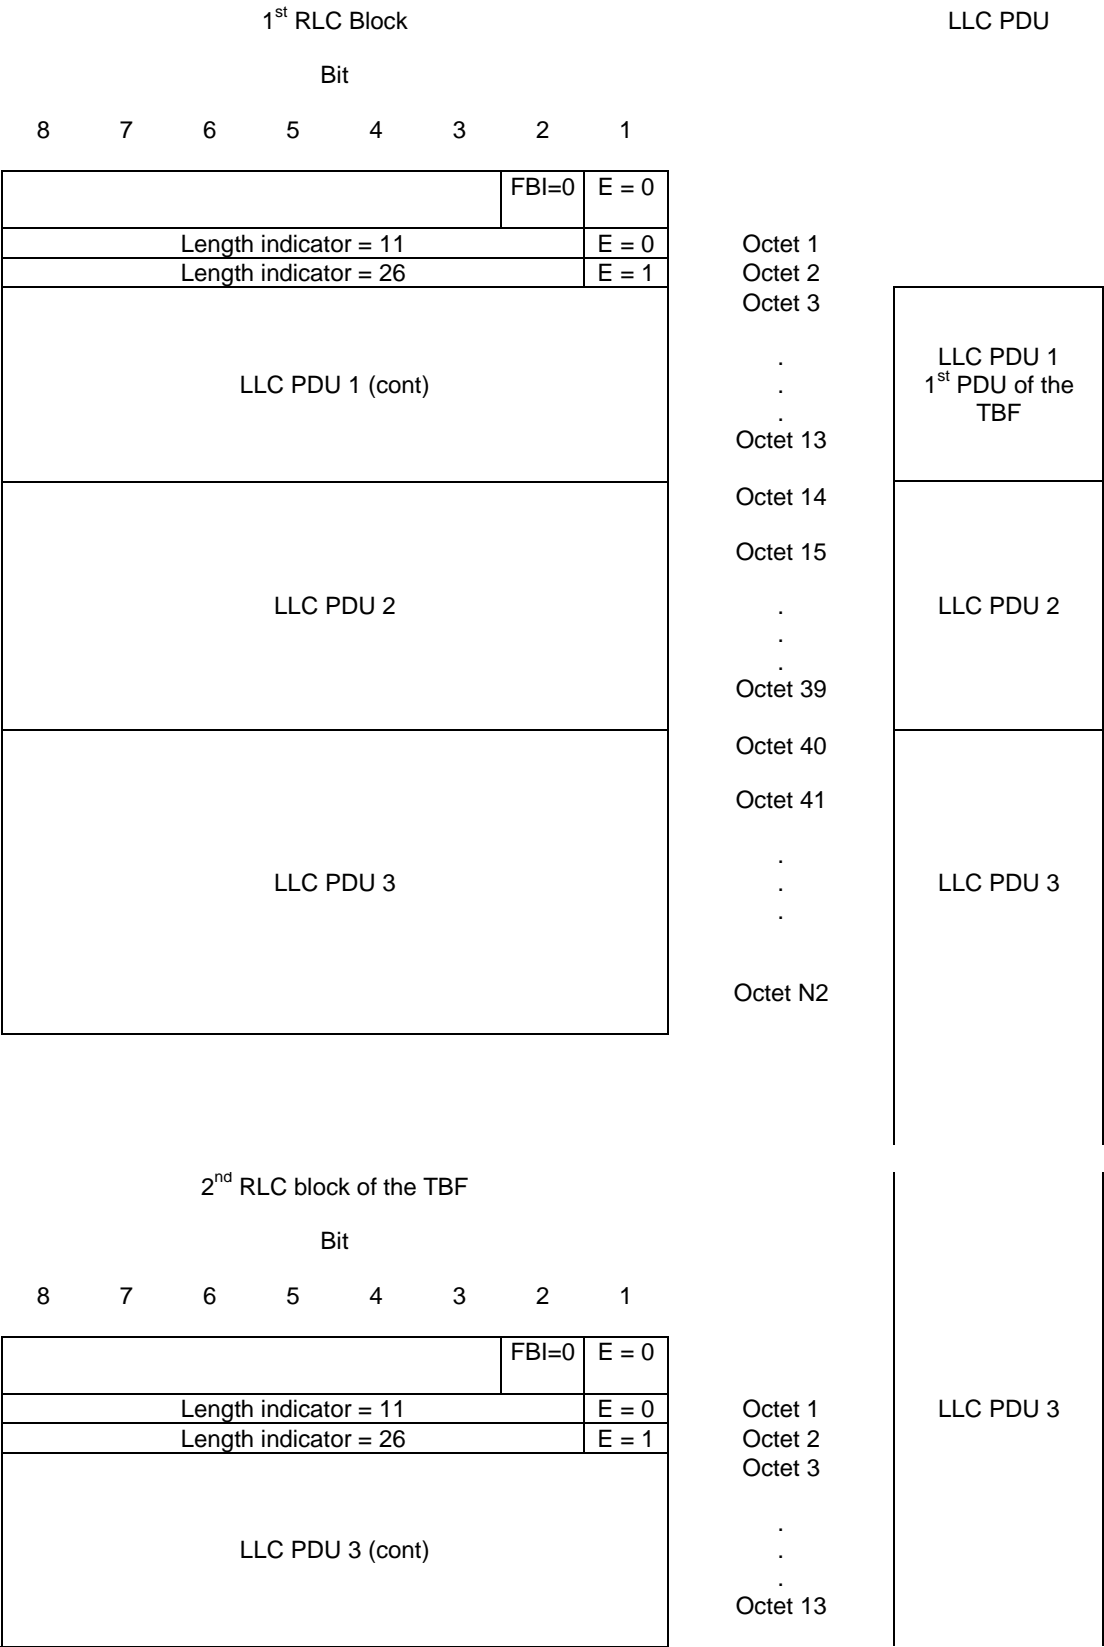 1st RLC Block LLC PDU
Bit
8 7 6 5 4 3 2 1
FBI=0 E = 0
Length indicator = 11 E = 0 Octet 1
Length indicator = 26 E = 1 Octet 2
Octet 3
.
LLC PDU 1
LLC PDU 1 (cont) . 1st PDU of the
. TBF
Octet 13
Octet 14
Octet 15
LLC PDU 2 . LLC PDU 2
.
.
Octet 39
Octet 40
Octet 41
.
LLC PDU 3 . LLC PDU 3
.
Octet N2
2nd RLC block of the TBF
Bit
8 7 6 5 4 3 2 1
FBI=0 E = 0
Length indicator = 11 E = 0 Octet 1 LLC PDU 3
Length indicator = 26 E = 1 Octet 2
Octet 3
.
LLC PDU 3 (cont) .
.
Octet 13